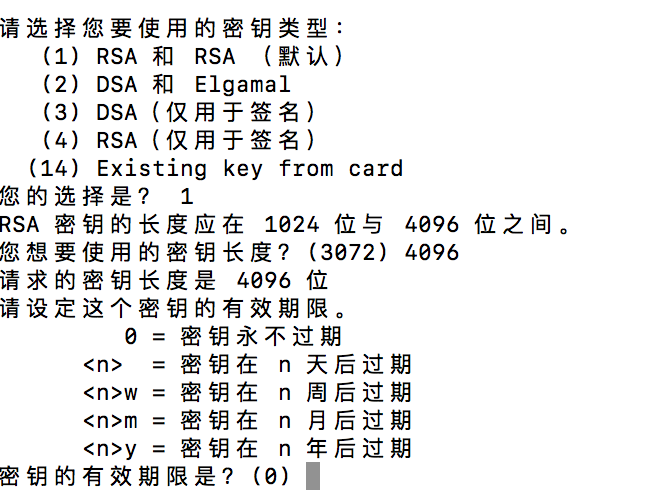 请选择您要使用的密钥类型：
   (1) RSA 和 RSA （默认）
   (2) DSA 和 Elgamal
   (3) DSA（仅用于签名）
   (4) RSA（仅用于签名）
  (14) Existing key from card
您的选择是？ 1
RSA 密钥的长度应在 1024 位与 4096 位之间。
您想要使用的密钥长度？(3072) 4096
请求的密钥长度是 4096 位
请设定这个密钥的有效期限。
         0 = 密钥永不过期
      <n>  = 密钥在 n 天后过期
      <n>w = 密钥在 n 周后过期
      <n>m = 密钥在 n 月后过期
      <n>y = 密钥在 n 年后过期
密钥的有效期限是？(0)